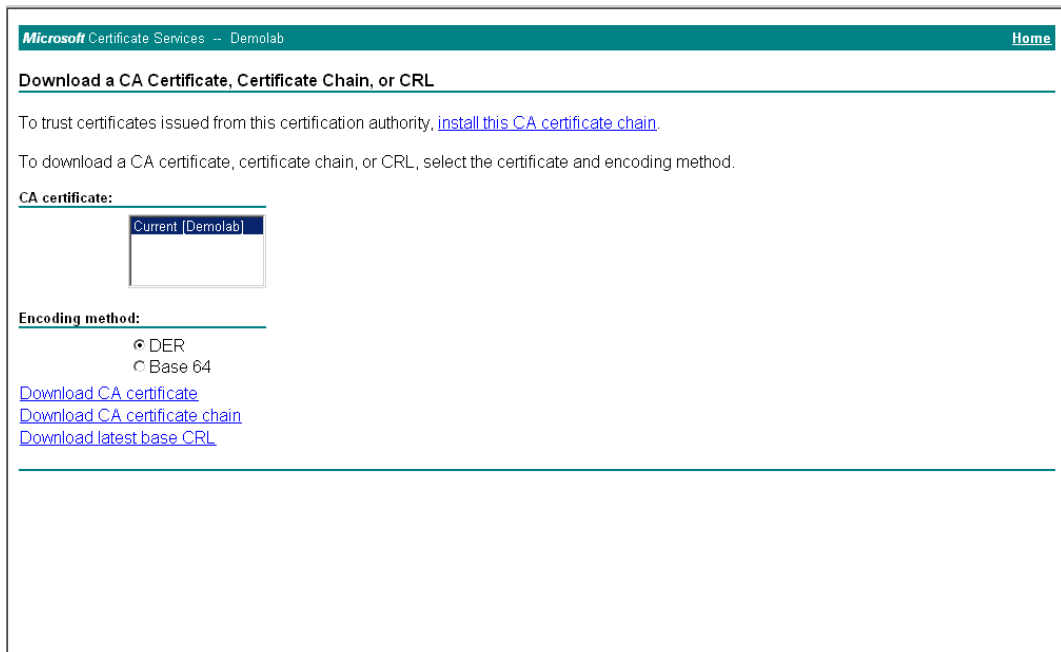 Microsoft Certificate Services -- Demolab Home
Download a CA Certificate, Certificate Chain, or CRL
To trust certificates issued from this certification authority, install this CA certificate chain.
To download a CA certificate, certificate chain, or CRL, select the certificate and encoding method.
CA certificate:
Current [Demolab]
Encoding method:
DER
Base 64
Download CA certificate
Download CA certificate chain
Download latest base CRL